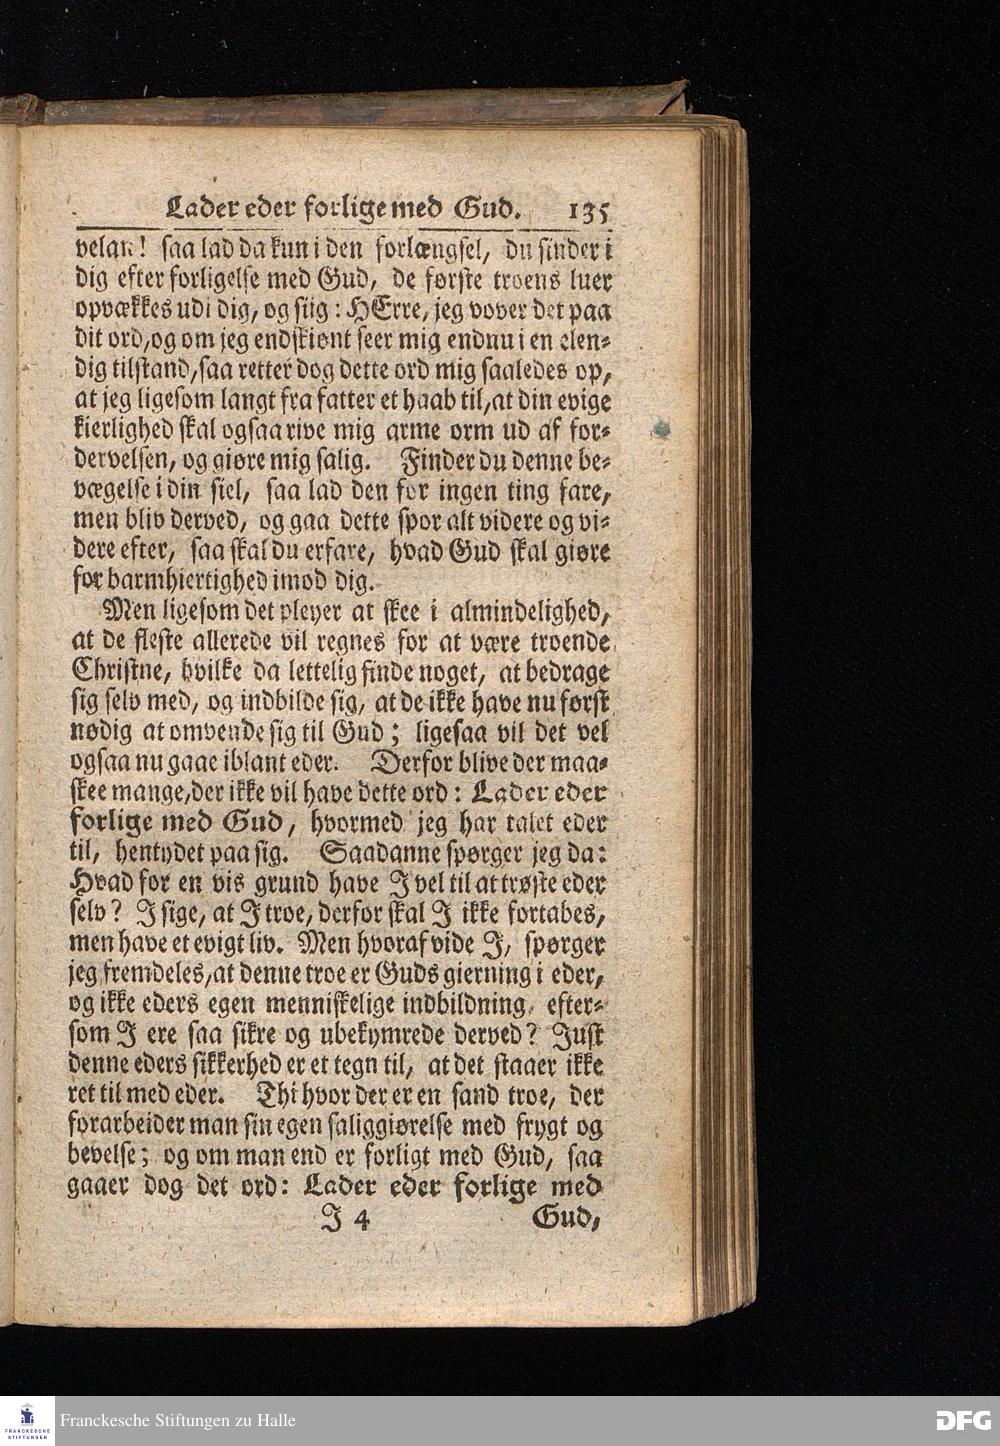 Lader eder forlige med Gud. 135
velan! saa lad da kun i den forlængsel, du finder i
dig efter forligelse med Gud, de første troens luer
opvækkes udi dig, og siig: HErre, jeg vover det paa
dit ord, og om jeg endskiønt seer mig endnu i en elen-
dig tilstand, saa retter dog dette ord mig saaledes op,
at jeg ligesom langt fra fatter et haab til, at din evige
kierlighed skal ogsaa rive mig arme orm ud af for-
dervelsen, og giøre mig salig. Finder du denne be-
vægelse i din siel, saa lad den for ingen ting fare,
men bliv derved, og gaa dette spor alt videre og vi-
dere efter, saa skal du erfare, hvad Gud skal giøre
for barmhiertighed imod dig.
Men ligesom det pleyer at skee i almindelighed,
at de fleste allerede vil regnes for at være troende
Christne, hvilke da lettelig finde noget, at bedrage
sig selv med, og indbilde sig, at de ikke have nu først
nødig at omvende sig til Gud; ligesaa vil det vel
ogsaa nu gaae iblant eder. Derfor blive der maa-
skee mange, der ikke vil have dette ord: Lader eder
forlige med Gud, hvormed jeg har talet eder
til, hentydet paa sig. Saadanne spørger jeg da:
Hvad for en vis grund have I vel til at trøste eder
selv? I sige, at I troe, derfor skal I ikke fortabes,
men have et evigt liv. Men hvoraf vide I, spørger
jeg fremdeles, at denne troe er Guds gierning i eder,
og ikke eders egen menniskelige indbildning, efter-
som I ere saa sikre og ubekymrede derved? Just
denne eders sikkerhed er et tegn til, at det staaer ikke
ret til med eder. Thi hvor der er en sand troe, der
forarbeider man sin egen saliggiørelse med frygt og
bevelse; og om man end er forligt med Gud, saa
gaaer dog det ord: Lader eder forlige med
I 4 Gud,
FRANCKESCHE STIFTUNGEN
Franckesche Stiftungen zu Halle
DFG